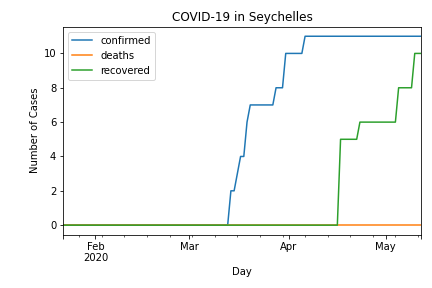 COVID-19 in Seychelles
confirmed
deaths
recovered
Number of Cases
10
8
6
4
2
0
Feb
2020
Mar
Apr
May
Day